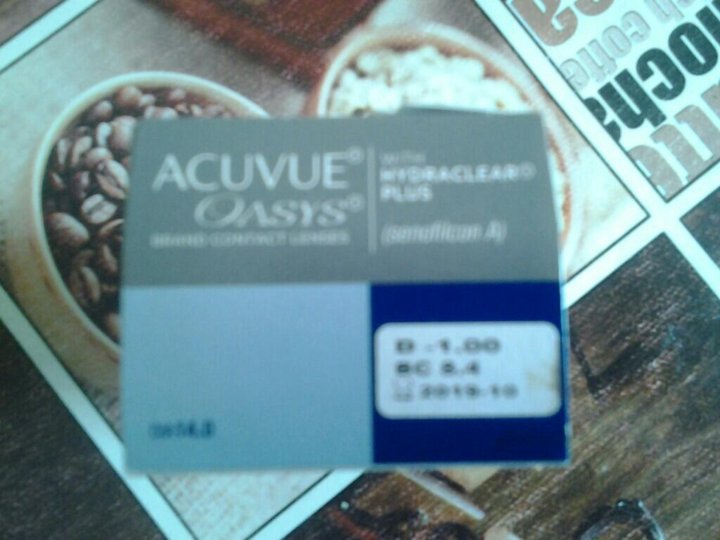 ACUVUE®
OASYS®
BRAND CONTACT LENSES
WITH
HYDRACLEAR®
PLUS
(senofilcon A)
D -1.00
BC 8.4
2019-10
DIA 14.0
mocha
coffee